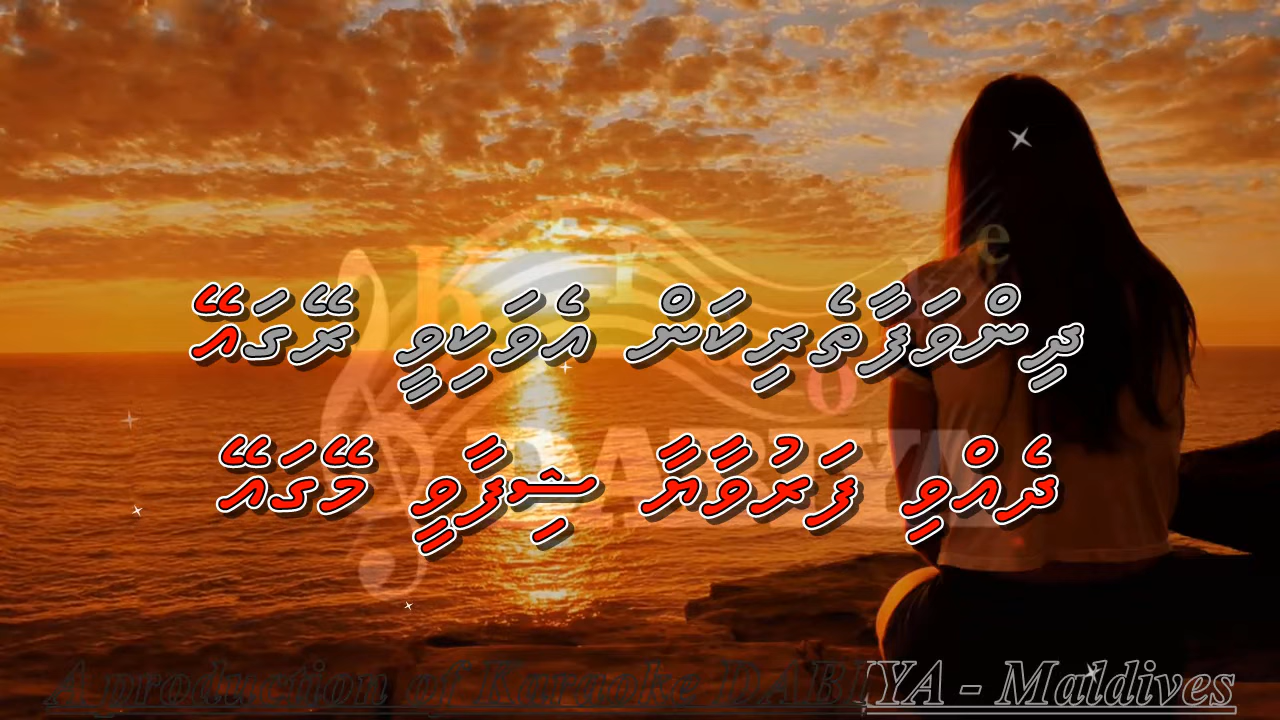 ދީންވަފާތެރިކަން އެވަކިވީ ރޭގައޭ
ދެއްވީ ފަރުވާޔާ ޝިފާވީ މޭގައޭ
A production of Karaoke DABIYA - Maldives